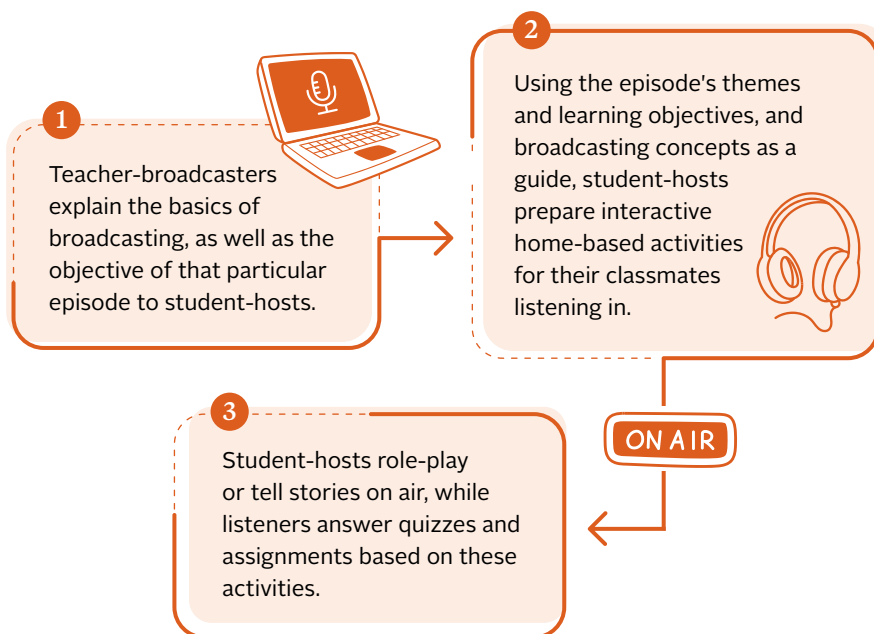 1
Teacher-broadcasters
explain the basics of
broadcasting, as well as the
objective of that particular
episode to student-hosts.
2
Using the episode's themes
and learning objectives, and
broadcasting concepts as a
guide, student-hosts
prepare interactive
home-based activities
for their classmates
listening in.
ON AIR
3
Student-hosts role-play
or tell stories on air, while
listeners answer quizzes and
assignments based on these
activities.